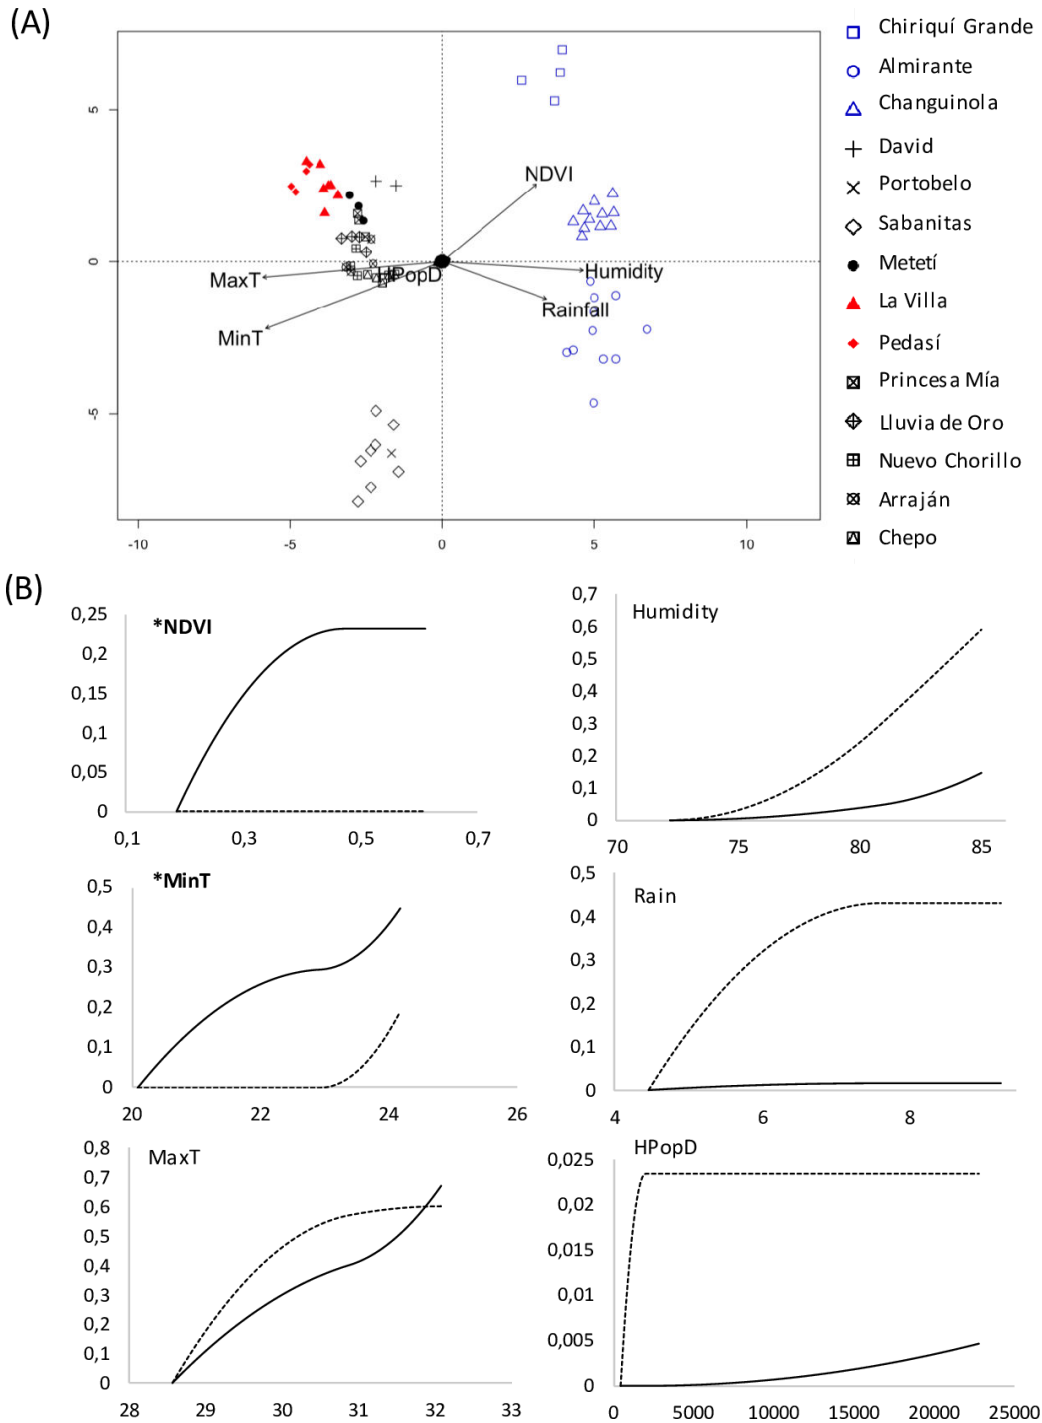 (A)
Chiriquí Grande
Almirante
Changuinola
David
Portobelo
Sabanitas
Metetí
La Villa
Pedasí
Princesa Mía
Lluvia de Oro
Nuevo Chorillo
Arraján
Chepo
5
0
-5
NDVI
MaxT
HPopD
Humidity
Rainfall
MinT
-10
-5
0
5
10
(B)
*NDVI
0,25
0,2
0,15
0,1
0,05
0
0,1
0,3
0,5
0,7
Humidity
0,7
0,6
0,5
0,4
0,3
0,2
0,1
0
70
75
80
85
*MinT
0,5
0,4
0,3
0,2
0,1
0
20
22
24
26
Rain
0,5
0,4
0,3
0,2
0,1
0
4
6
8
MaxT
0,8
0,7
0,6
0,5
0,4
0,3
0,2
0,1
0
28
29
30
31
32
33
HPopD
0,025
0,02
0,015
0,01
0,005
0
0
5000
10000
15000
20000
25000